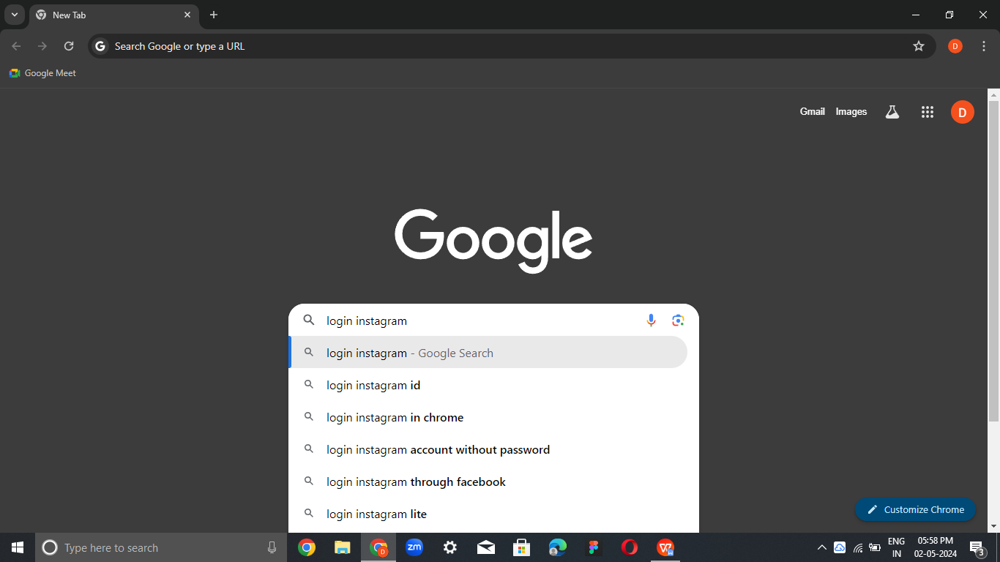 New Tab
Search Google or type a URL
D
Google Meet
Gmail Images
D
Google
login instagram
login instagram - Google Search
login instagram id
login instagram in chrome
login instagram account without password
login instagram through facebook
login instagram lite
Customize Chrome
Type here to search
D
zm
ENG
IN
05:58 PM
02-05-2024
3